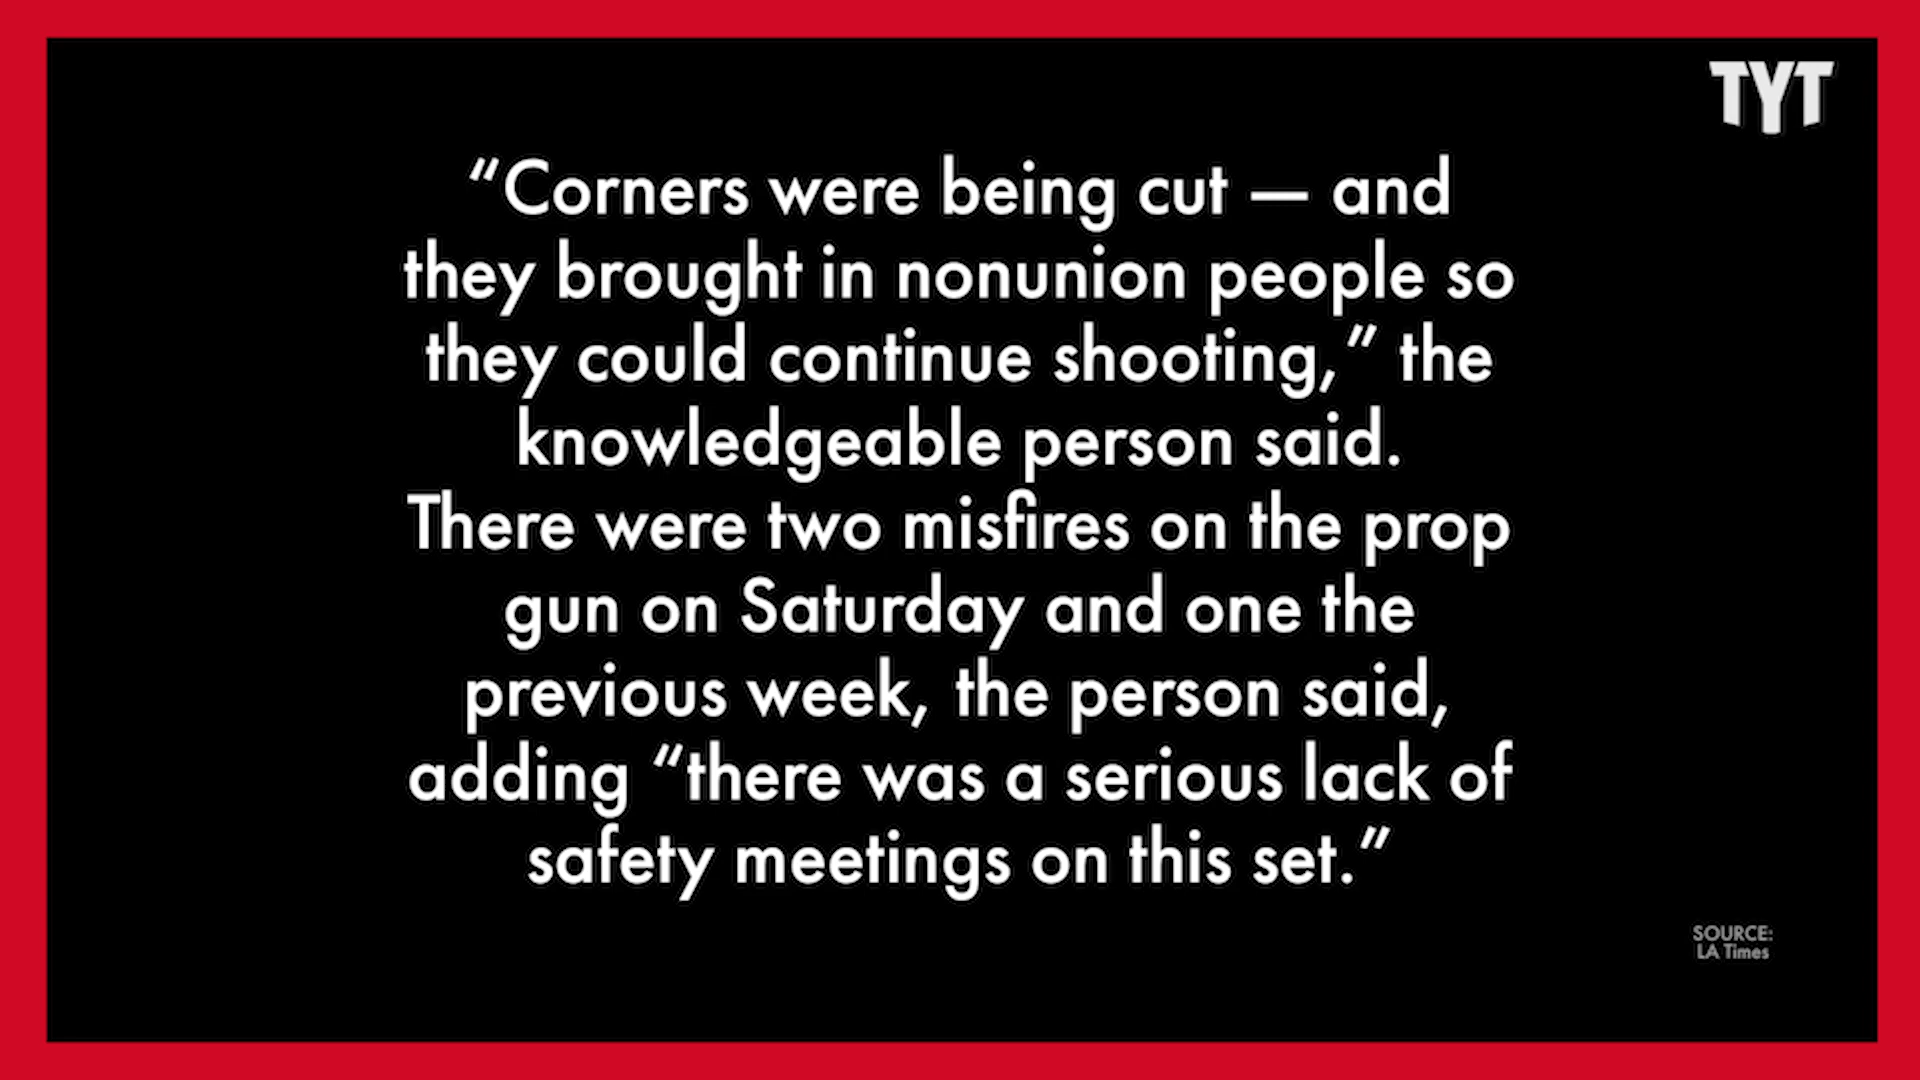 TYT
“Corners were being cut — and
they brought in nonunion people so
they could continue shooting,” the
knowledgeable person said.
There were two misfires on the prop
gun on Saturday and one the
previous week, the person said,
adding “there was a serious lack of
safety meetings on this set.”
SOURCE:
LA Times